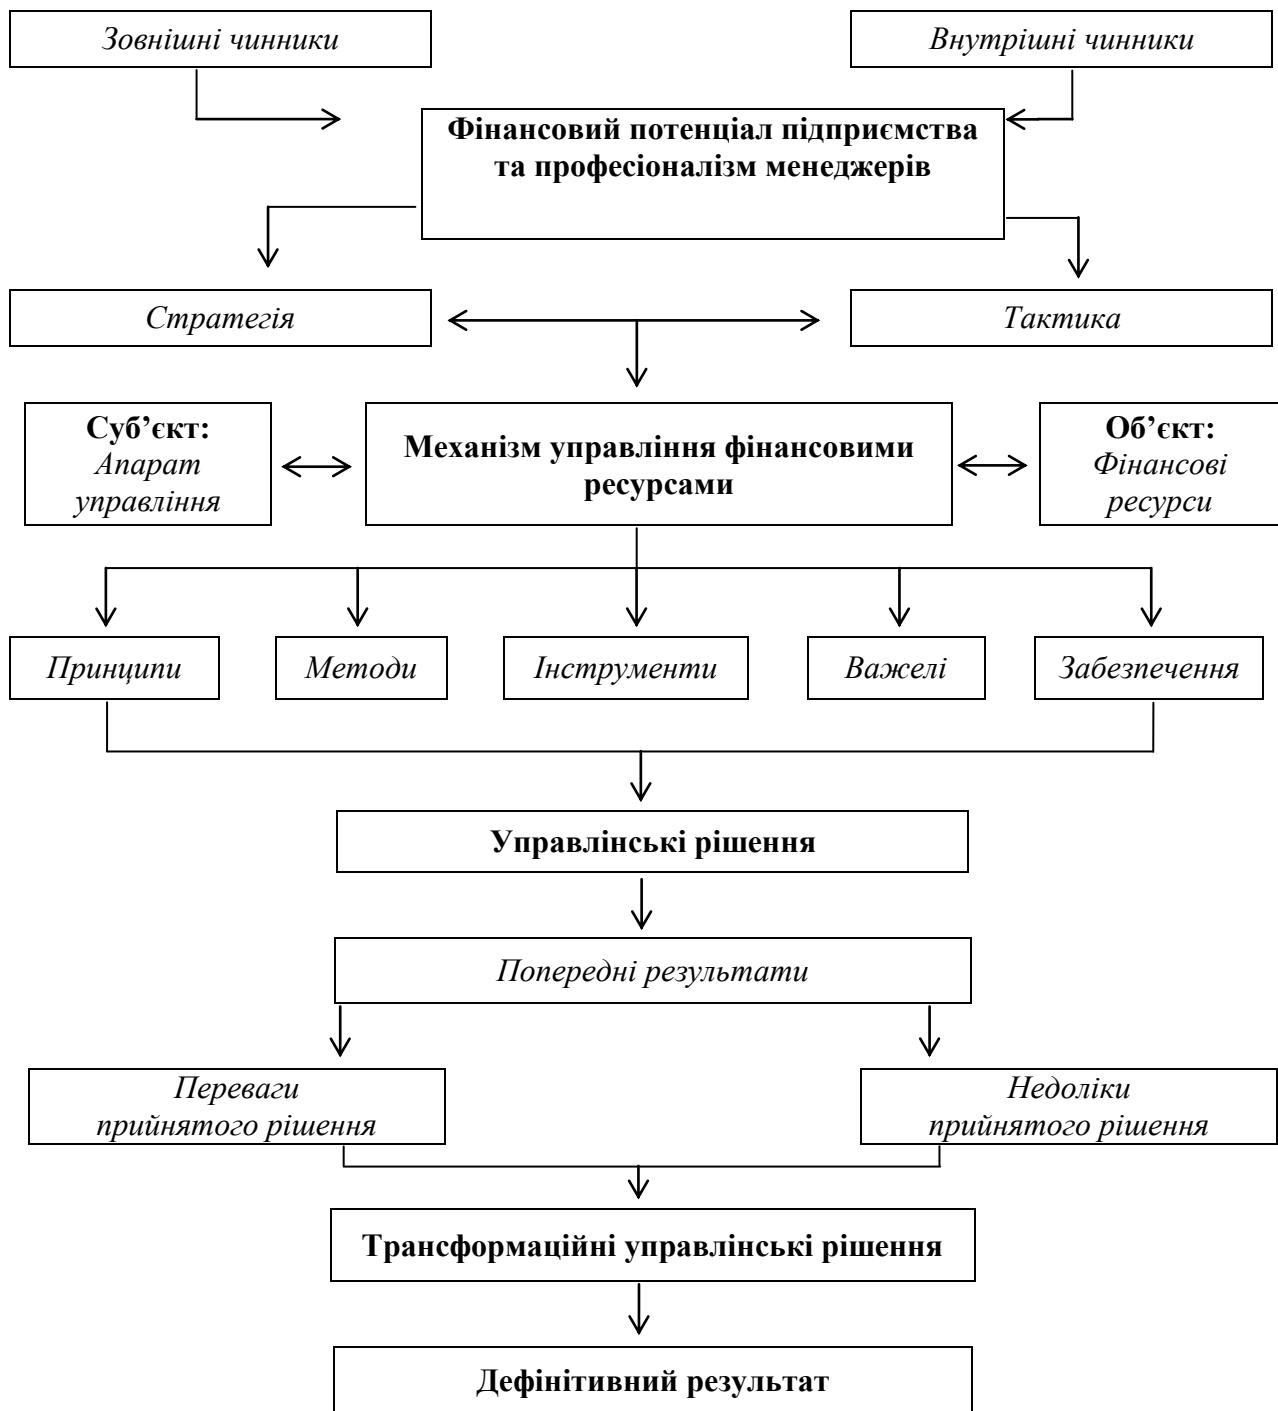 Зовнішні чинники
Внутрішні чинники
Фінансовий потенціал підприємства
та професіоналізм менеджерів
Стратегія
Тактика
Суб’єкт:
Апарат
управління
Механізм управління фінансовими
ресурсами
Об’єкт:
Фінансові
ресурси
Принципи
Методи
Інструменти
Важелі
Забезпечення
Управлінські рішення
Попередні результати
Переваги
прийнятого рішення
Недоліки
прийнятого рішення
Трансформаційні управлінські рішення
Дефінітивний результат